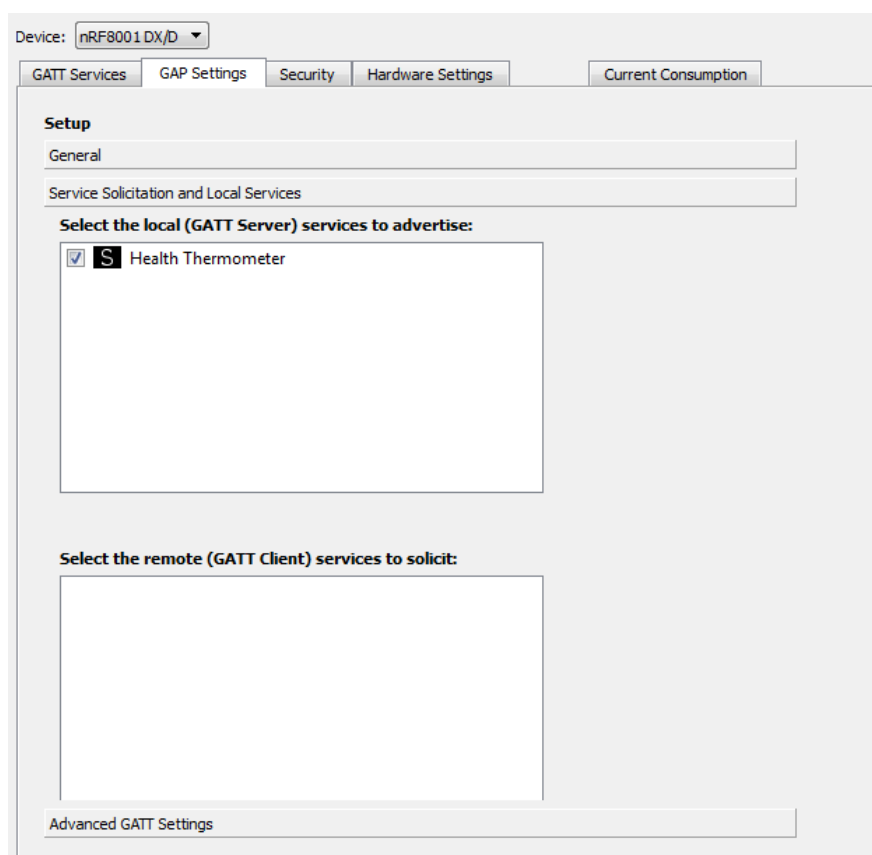 Device: nRF8001 DX/D
GATT Services GAP Settings Security Hardware Settings Current Consumption
Setup
General
Service Solicitation and Local Services
Select the local (GATT Server) services to advertise:
S Health Thermometer
Select the remote (GATT Client) services to solicit:
Advanced GATT Settings